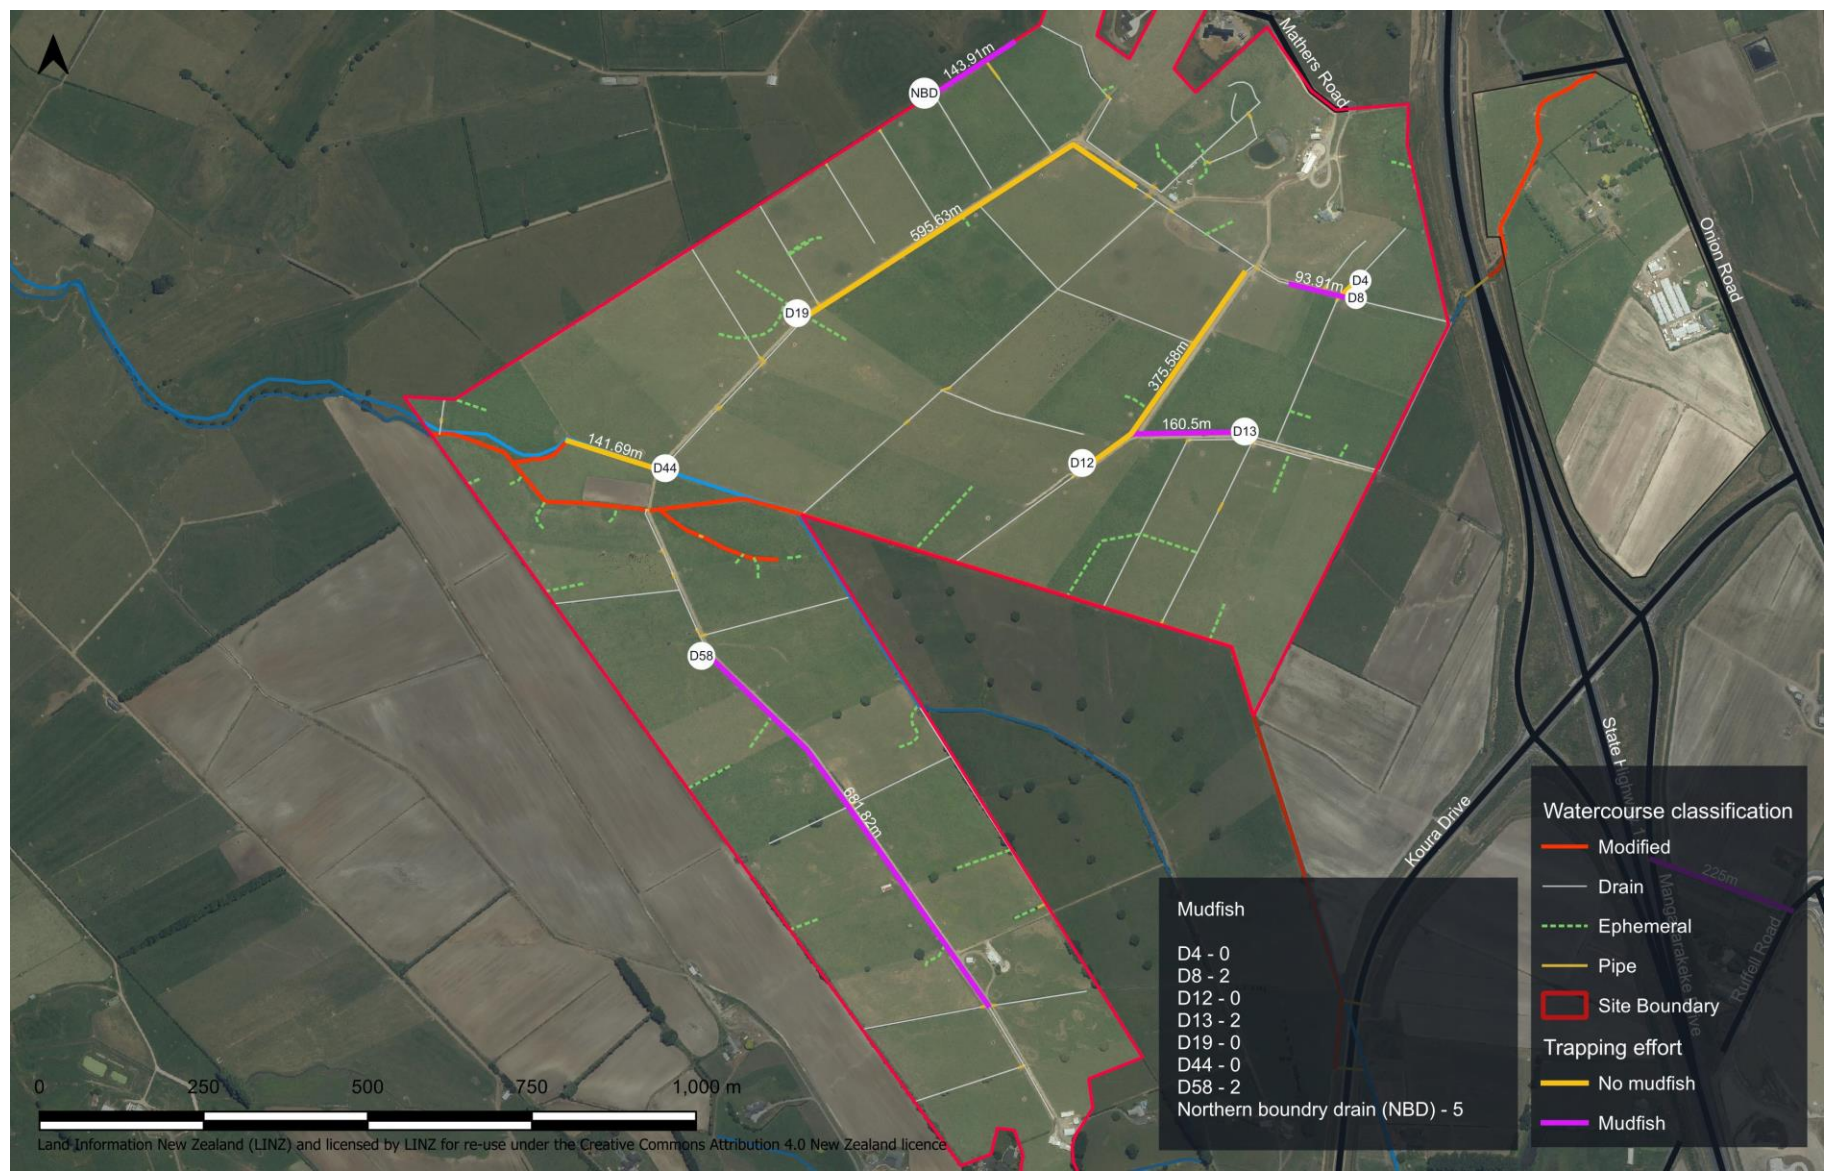 Mathers Road
143.91m
NBD
595.63m
Onion Road
D19
93.91m
D4
D8
375.58m
160.5m
D13
D12
141.69m
D44
D58
681.82m
Koura Drive
State Highway 1
225m
Mangaharakeke Drive
Ruffell Road
Watercourse classification
Modified
Drain
Ephemeral
Pipe
Site Boundary
Trapping effort
No mudfish
Mudfish
Mudfish
D4 - 0
D8 - 2
D12 - 0
D13 - 2
D19 - 0
D44 - 0
D58 - 2
Northern boundry drain (NBD) - 5
0 250 500 750 1,000 m
Land Information New Zealand (LINZ) and licensed by LINZ for re-use under the Creative Commons Attribution 4.0 New Zealand licence